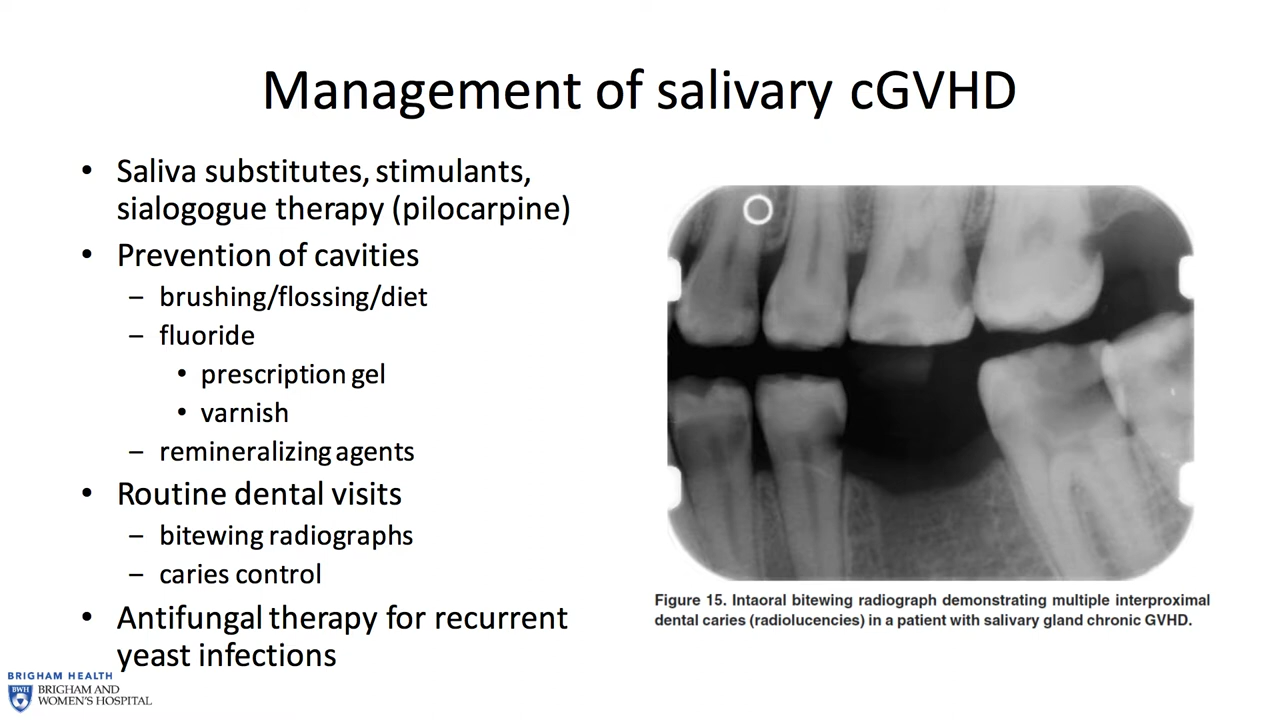 Management of salivary cGVHD
• Saliva substitutes, stimulants,
sialogogue therapy (pilocarpine)
• Prevention of cavities
– brushing/flossing/diet
– fluoride
• prescription gel
• varnish
– remineralizing agents
• Routine dental visits
– bitewing radiographs
– caries control
• Antifungal therapy for recurrent
yeast infections
Figure 15. Intaoral bitewing radiograph demonstrating multiple interproximal
dental caries (radiolucencies) in a patient with salivary gland chronic GVHD.
BRIGHAM HEALTH
BWH
BRIGHAM AND
WOMEN'S HOSPITAL